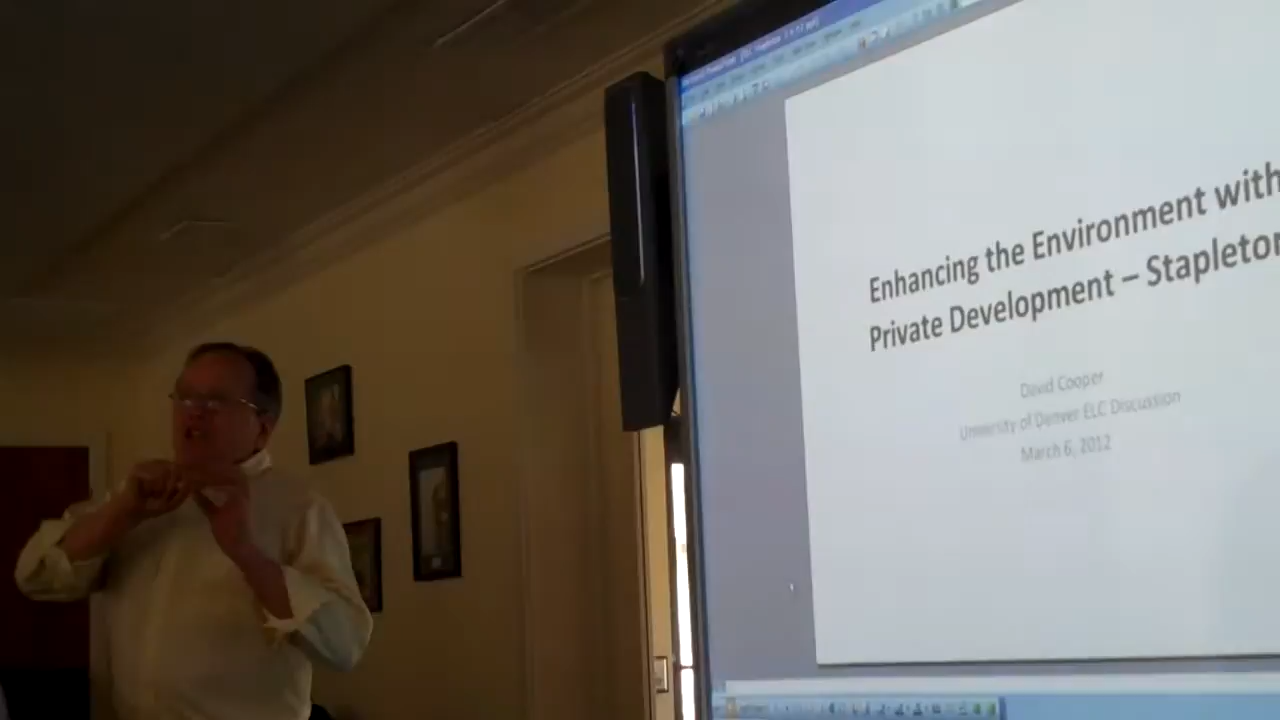 Enhancing the Environment with
Private Development – Stapleton
David Cooper
University of Denver ELC Discussion
March 6, 2012